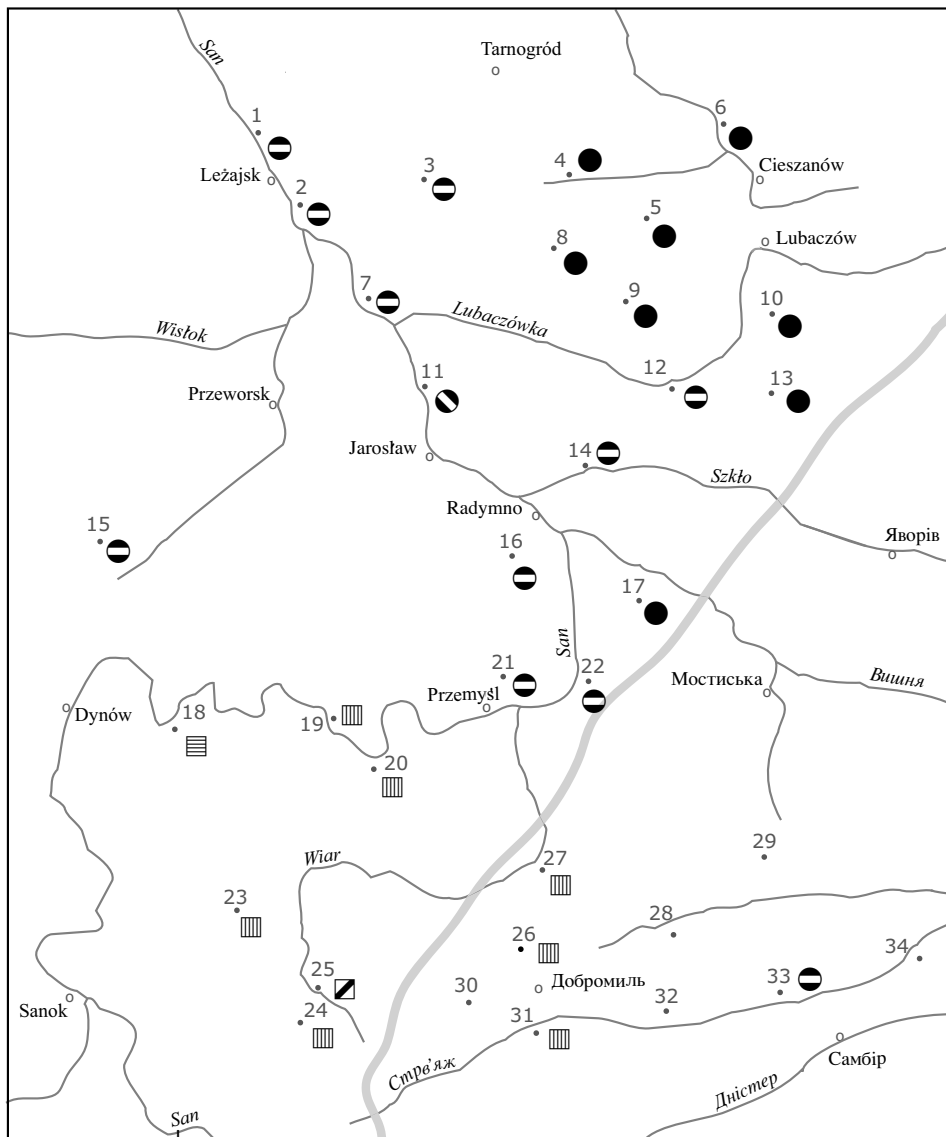 San
Tarnogród
1
6
3
4
Cieszanów
Leżajsk
2
5
8
Lubaczów
7
9
10
Lubaczówka
Wisłok
11
12
13
Przeworsk
Jarosław
14
Szkło
Radymno
15
16
Яворів
17
San
21
22
Мостиська
Вишня
Przemyśl
Dynów
18
19
20
Wiar
27
29
23
28
26
34
25
Добромиль
33
Sanok
30
32
24
31
Стрв'яж
Самбір
Дністер
San